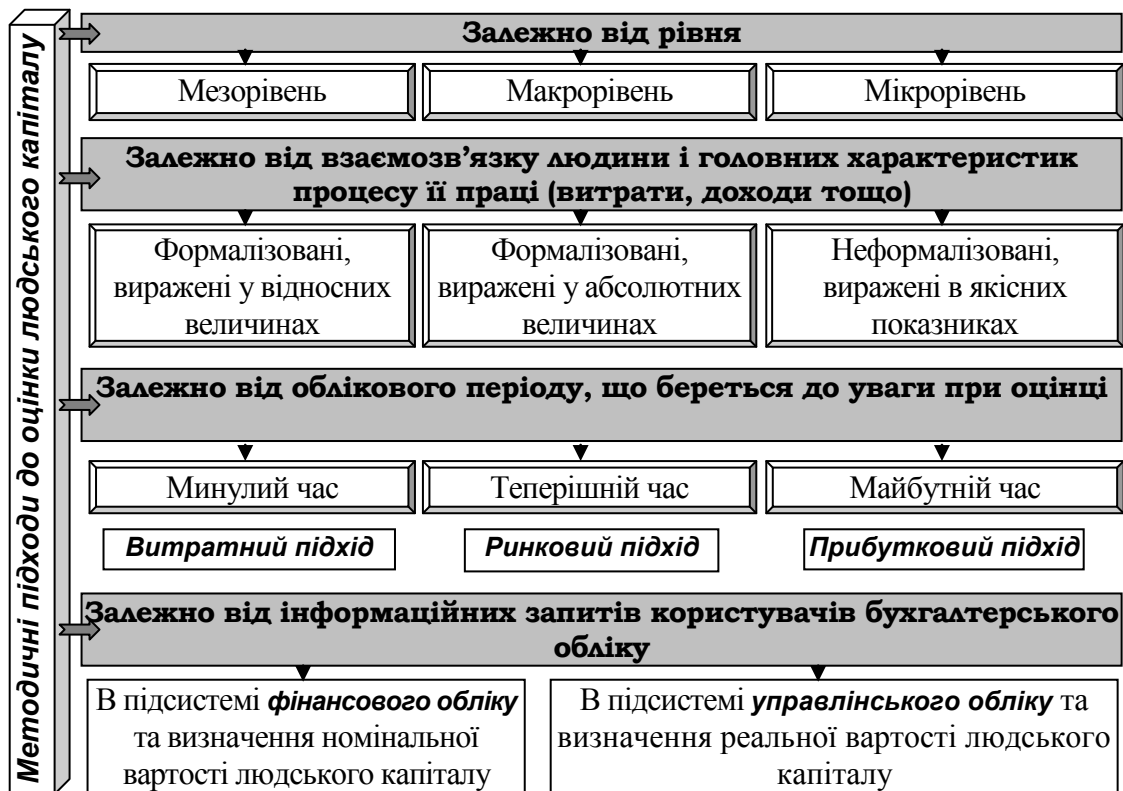 Методичні підходи до оцінки людського капіталу
Залежно від рівня
Мезорівень
Макрорівень
Мікрорівень
Залежно від взаємозв’язку людини і головних характеристик
процесу її праці (витрати, доходи тощо)
Формалізовані,
виражені у відносних
величинах
Формалізовані,
виражені у абсолютних
величинах
Неформалізовані,
виражені в якісних
показниках
Залежно від облікового періоду, що береться до уваги при оцінці
Минулий час
Теперішній час
Майбутній час
Витратний підхід
Ринковий підхід
Прибутковий підхід
Залежно від інформаційних запитів користувачів бухгалтерського
обліку
В підсистемі фінансового обліку
та визначення номінальної
вартості людського капіталу
В підсистемі управлінського обліку та
визначення реальної вартості людського
капіталу